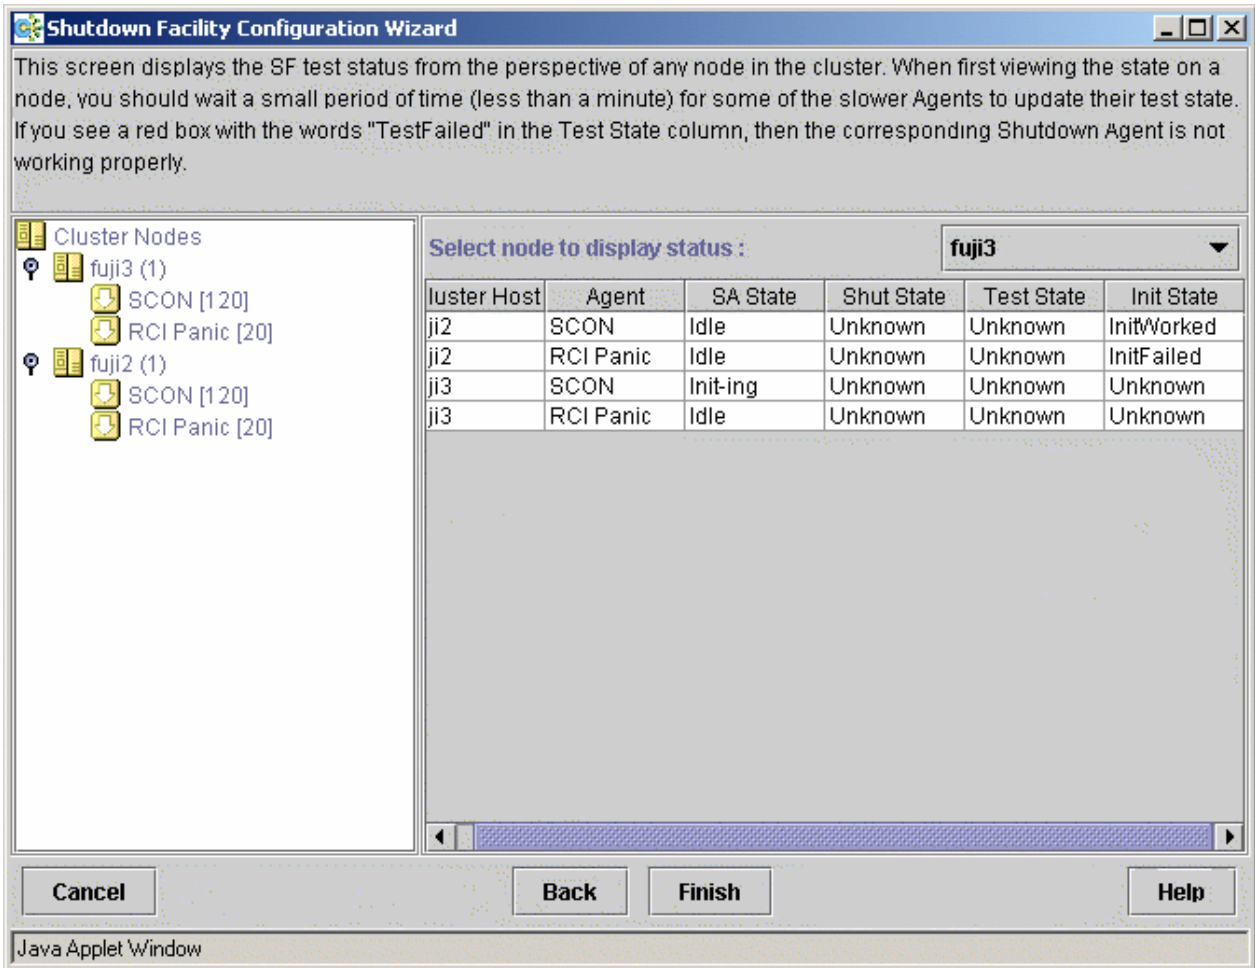 Shutdown Facility Configuration Wizard
This screen displays the SF test status from the perspective of any node in the cluster. When first viewing the state on a
node, you should wait a small period of time (less than a minute) for some of the slower Agents to update their test state.
If you see a red box with the words "TestFailed" in the Test State column, then the corresponding Shutdown Agent is not
working properly.
Cluster Nodes
fuji3 (1)
SCON [120]
RCI Panic [20]
fuji2 (1)
SCON [120]
RCI Panic [20]
Select node to display status :
fuji3
luster Host Agent SA State Shut State Test State Init State
ji2 SCON Idle Unknown Unknown InitWorked
ji2 RCI Panic Idle Unknown Unknown InitFailed
ji3 SCON Init-ing Unknown Unknown Unknown
ji3 RCI Panic Idle Unknown Unknown Unknown
Cancel Back Finish Help
Java Applet Window